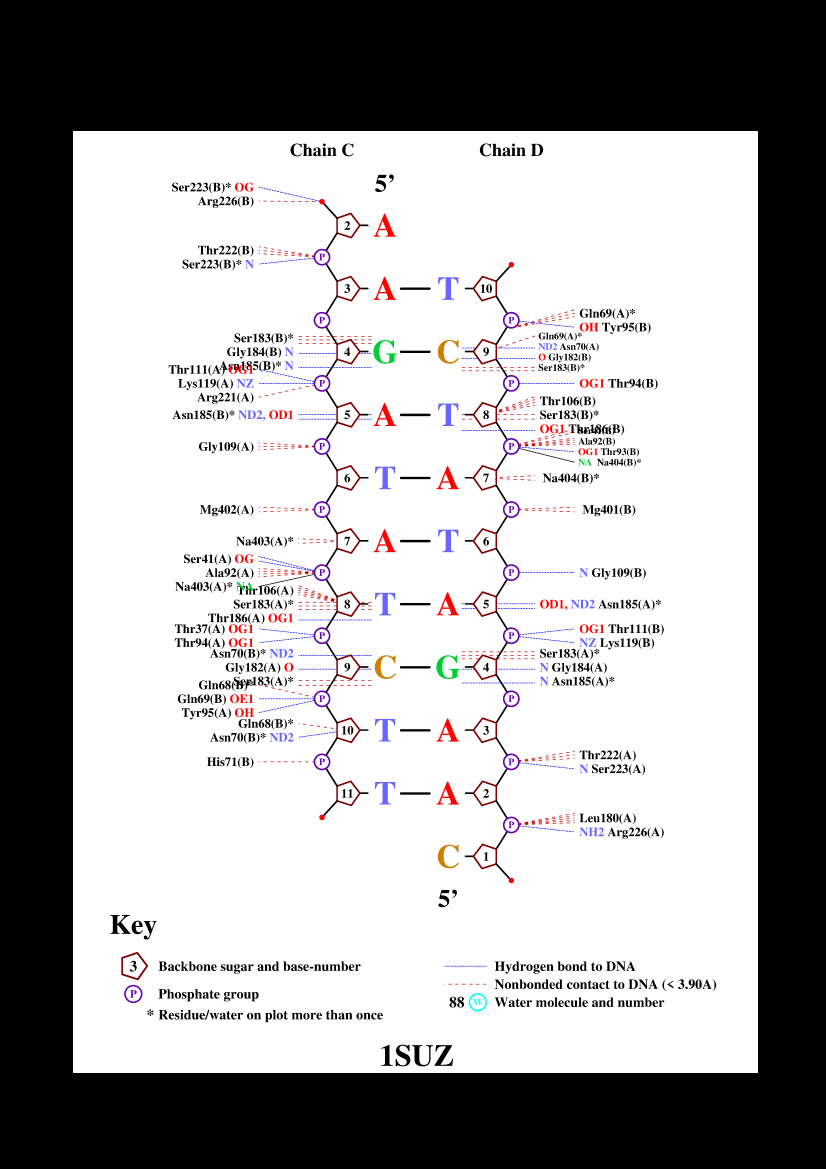 Chain C
Chain D
5’
Ser223(B)* OG
Arg226(B)
2 A
Thr222(B)
P
Ser223(B)* N
3 A T 10
P P
Gln69(A)*
OH Tyr95(B)
Ser183(B)*
Gly184(B) N
Asn185(B)* N
4 G C 9
Gln69(A)*
ND2 Asn70(A)
O Gly182(B)
Ser183(B)*
Thr111(A) OG1
Lys119(A) NZ
Arg221(A)
P P
OG1 Thr94(B)
Asn185(B)* ND2, OD1
5 A T 8
Thr106(B)
Ser183(B)*
OG1 Thr186(B)
Gly109(A)
P P
Ala92(B)
OG1 Thr93(B)
NA Na404(B)*
6 T A 7
Na404(B)*
Mg402(A)
P P
Mg401(B)
Na403(A)*
7 A T 6
Ser41(A) OG
Ala92(A)
Na403(A)* NA
P P
N Gly109(B)
Thr106(A)
Ser183(A)*
Thr186(A) OG1
8 T A 5
OD1, ND2 Asn185(A)*
Thr37(A) OG1
Thr94(A) OG1
P P
OG1 Thr111(B)
NZ Lys119(B)
Asn70(B)* ND2
Gly182(A) O
Ser183(A)*
9 C G 4
Ser183(A)*
N Gly184(A)
N Asn185(A)*
Gln68(B)*
Gln69(B) OE1
Tyr95(A) OH
P P
Gln68(B)*
Asn70(B)* ND2
10 T A 3
His71(B)
P P
Thr222(A)
N Ser223(A)
11 T A 2
P
Leu180(A)
NH2 Arg226(A)
C 1
5’
Key
3 Backbone sugar and base-number
P Phosphate group
* Residue/water on plot more than once
Hydrogen bond to DNA
Nonbonded contact to DNA (< 3.90A)
88 W Water molecule and number
1SUZ